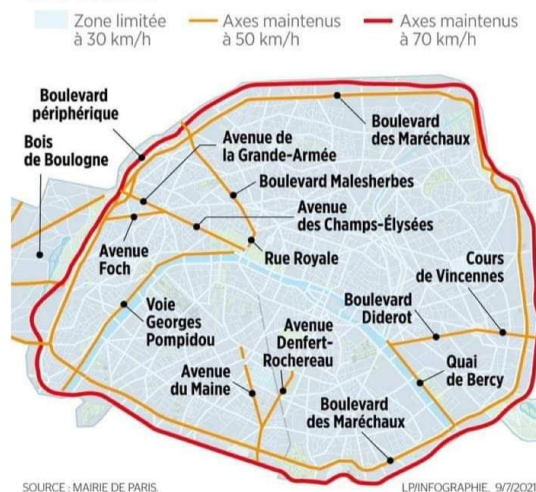 Zone limitée
à 30 km/h
Axes maintenus
à 50 km/h
Axes maintenus
à 70 km/h
Boulevard
périphérique
Bois
de Boulogne
Avenue de
la Grande-Armée
Boulevard
des Maréchaux
Boulevard Malesherbes
Avenue
des Champs-Élysées
Avenue
Foch
Rue Royale
Cours
de Vincennes
Voie
Georges
Pompidou
Avenue
Denfert-
Rochereau
Boulevard
Diderot
Avenue
du Maine
Quai
de Bercy
Boulevard
des Maréchaux
SOURCE : MAIRIE DE PARIS.
LP/INFOGRAPHIE. 9/7/2021